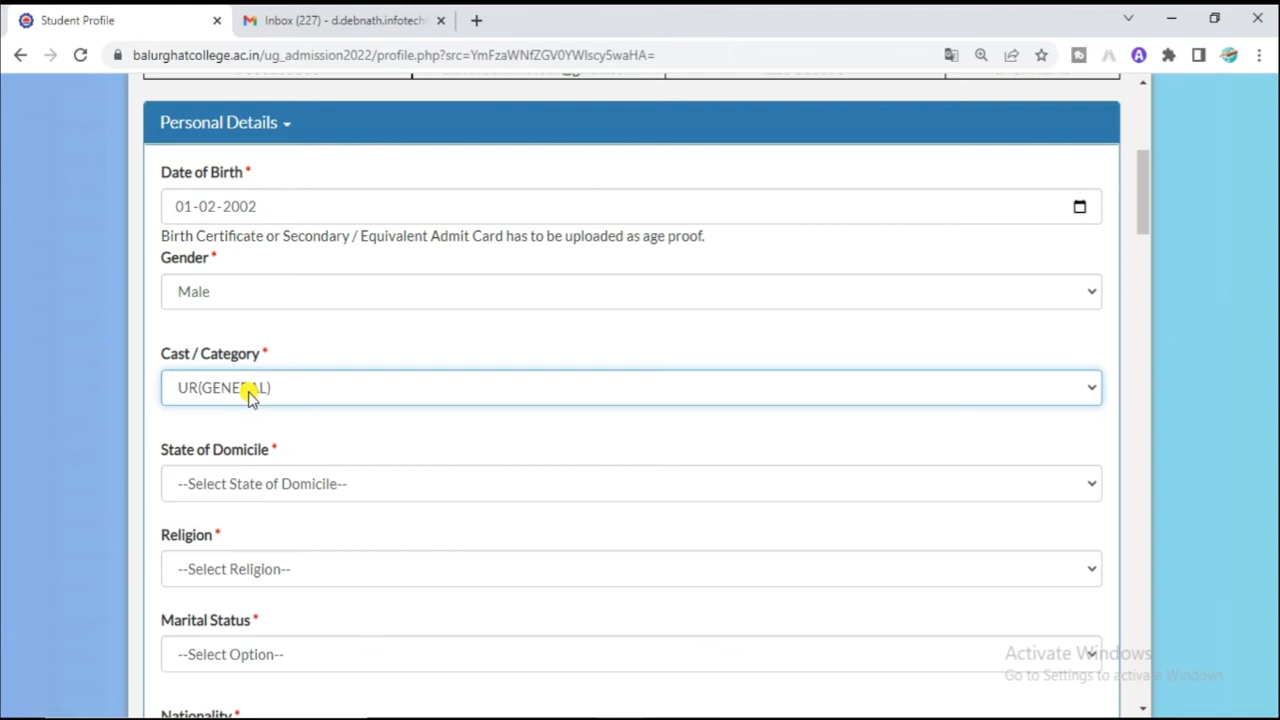 Student Profile
Inbox (227) - d.debnath.infotech
balurghatcollege.ac.in/ug_admission2022/profile.php?src=YmFzaWNfZGV0YWlscy5waHA=
Personal Details
Date of Birth *
01-02-2002
Birth Certificate or Secondary / Equivalent Admit Card has to be uploaded as age proof.
Gender *
Male
Cast / Category *
UR(GENERAL)
State of Domicile *
--Select State of Domicile--
Religion *
--Select Religion--
Marital Status *
--Select Option--
Activate Windows
Go to Settings to activate Windows.
Nationality *